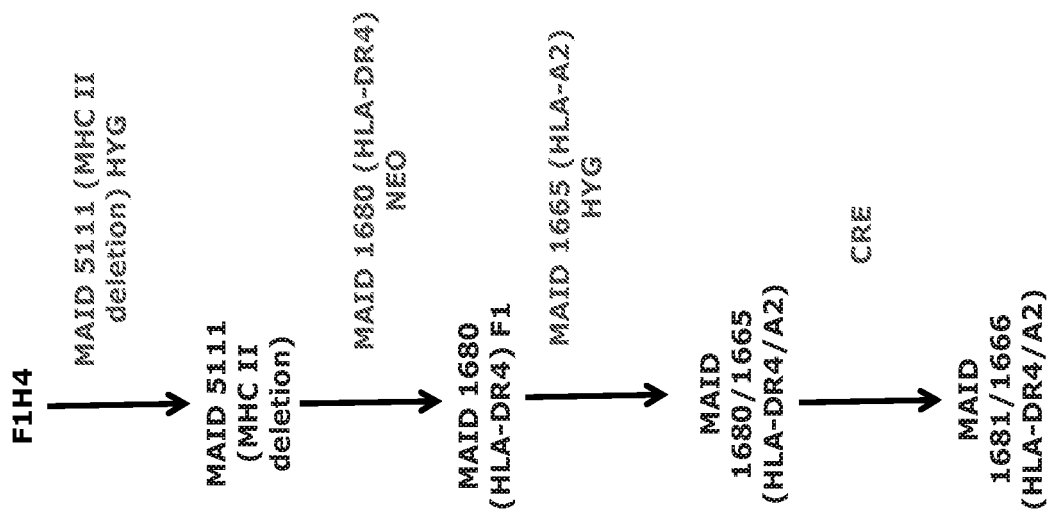 F1H4
MAID 5111 (MHC II
deletion) HYG
MAID 5111
(MHC II
deletion)
MAID 1680 (HLA-DR4)
NEO
MAID 1680
(HLA-DR4) F1
MAID 1665 (HLA-A2)
HYG
MAID
1680/1665
(HLA-DR4/A2)
CRE
MAID
1681/1666
(HLA-DR4/A2)